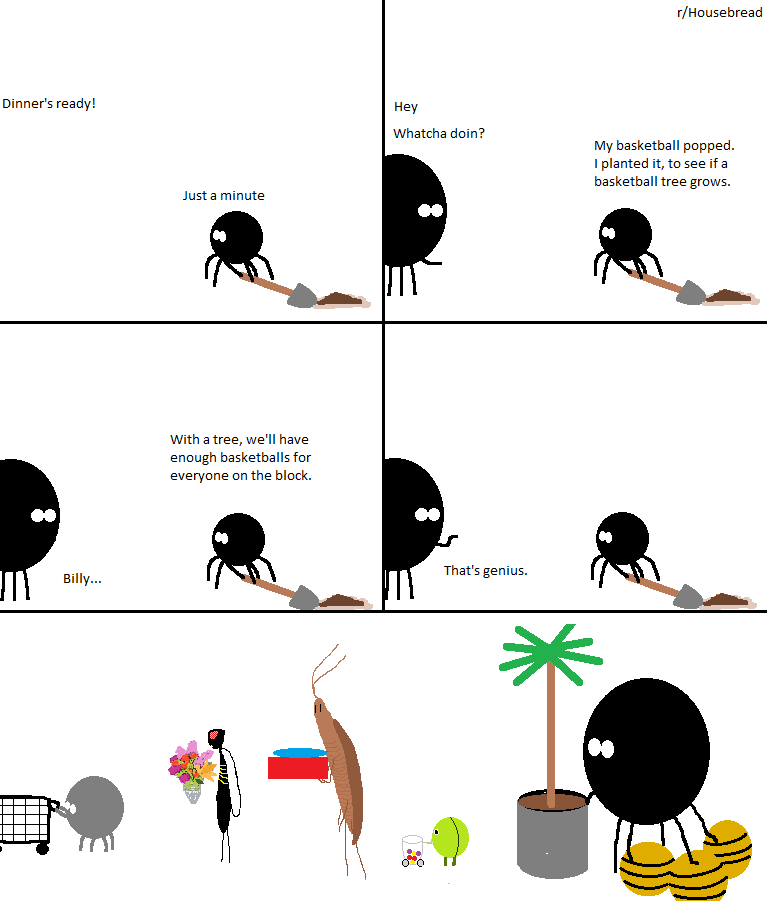 r/Housebread
Dinner's ready!
Just a minute
Hey
Whatcha doin?
My basketball popped.
I planted it, to see if a
basketball tree grows.
With a tree, we'll have
enough basketballs for
everyone on the block.
Billy...
That's genius.